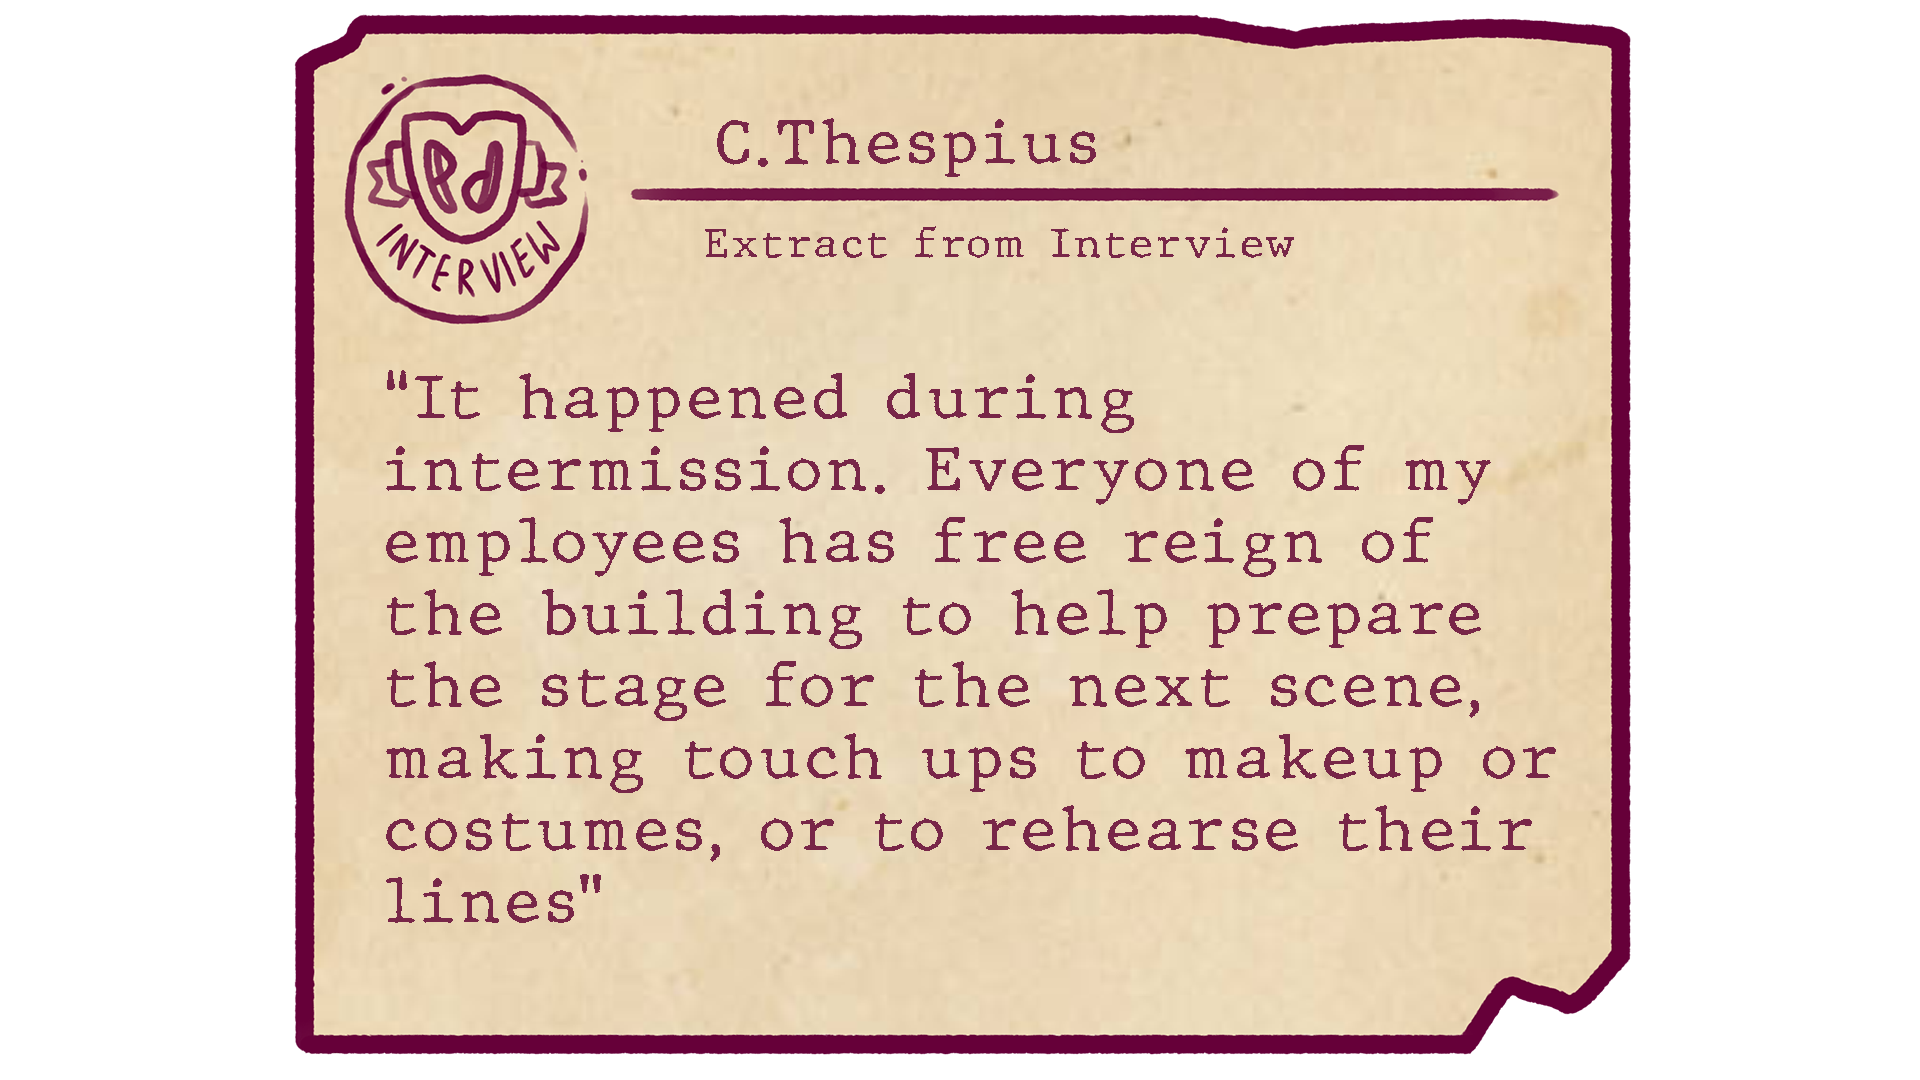 Pd
INTERVIEW
C.Thespius
Extract from Interview
"It happened during
intermission. Everyone of my
employees has free reign of
the building to help prepare
the stage for the next scene,
making touch ups to makeup or
costumes, or to rehearse their
lines"